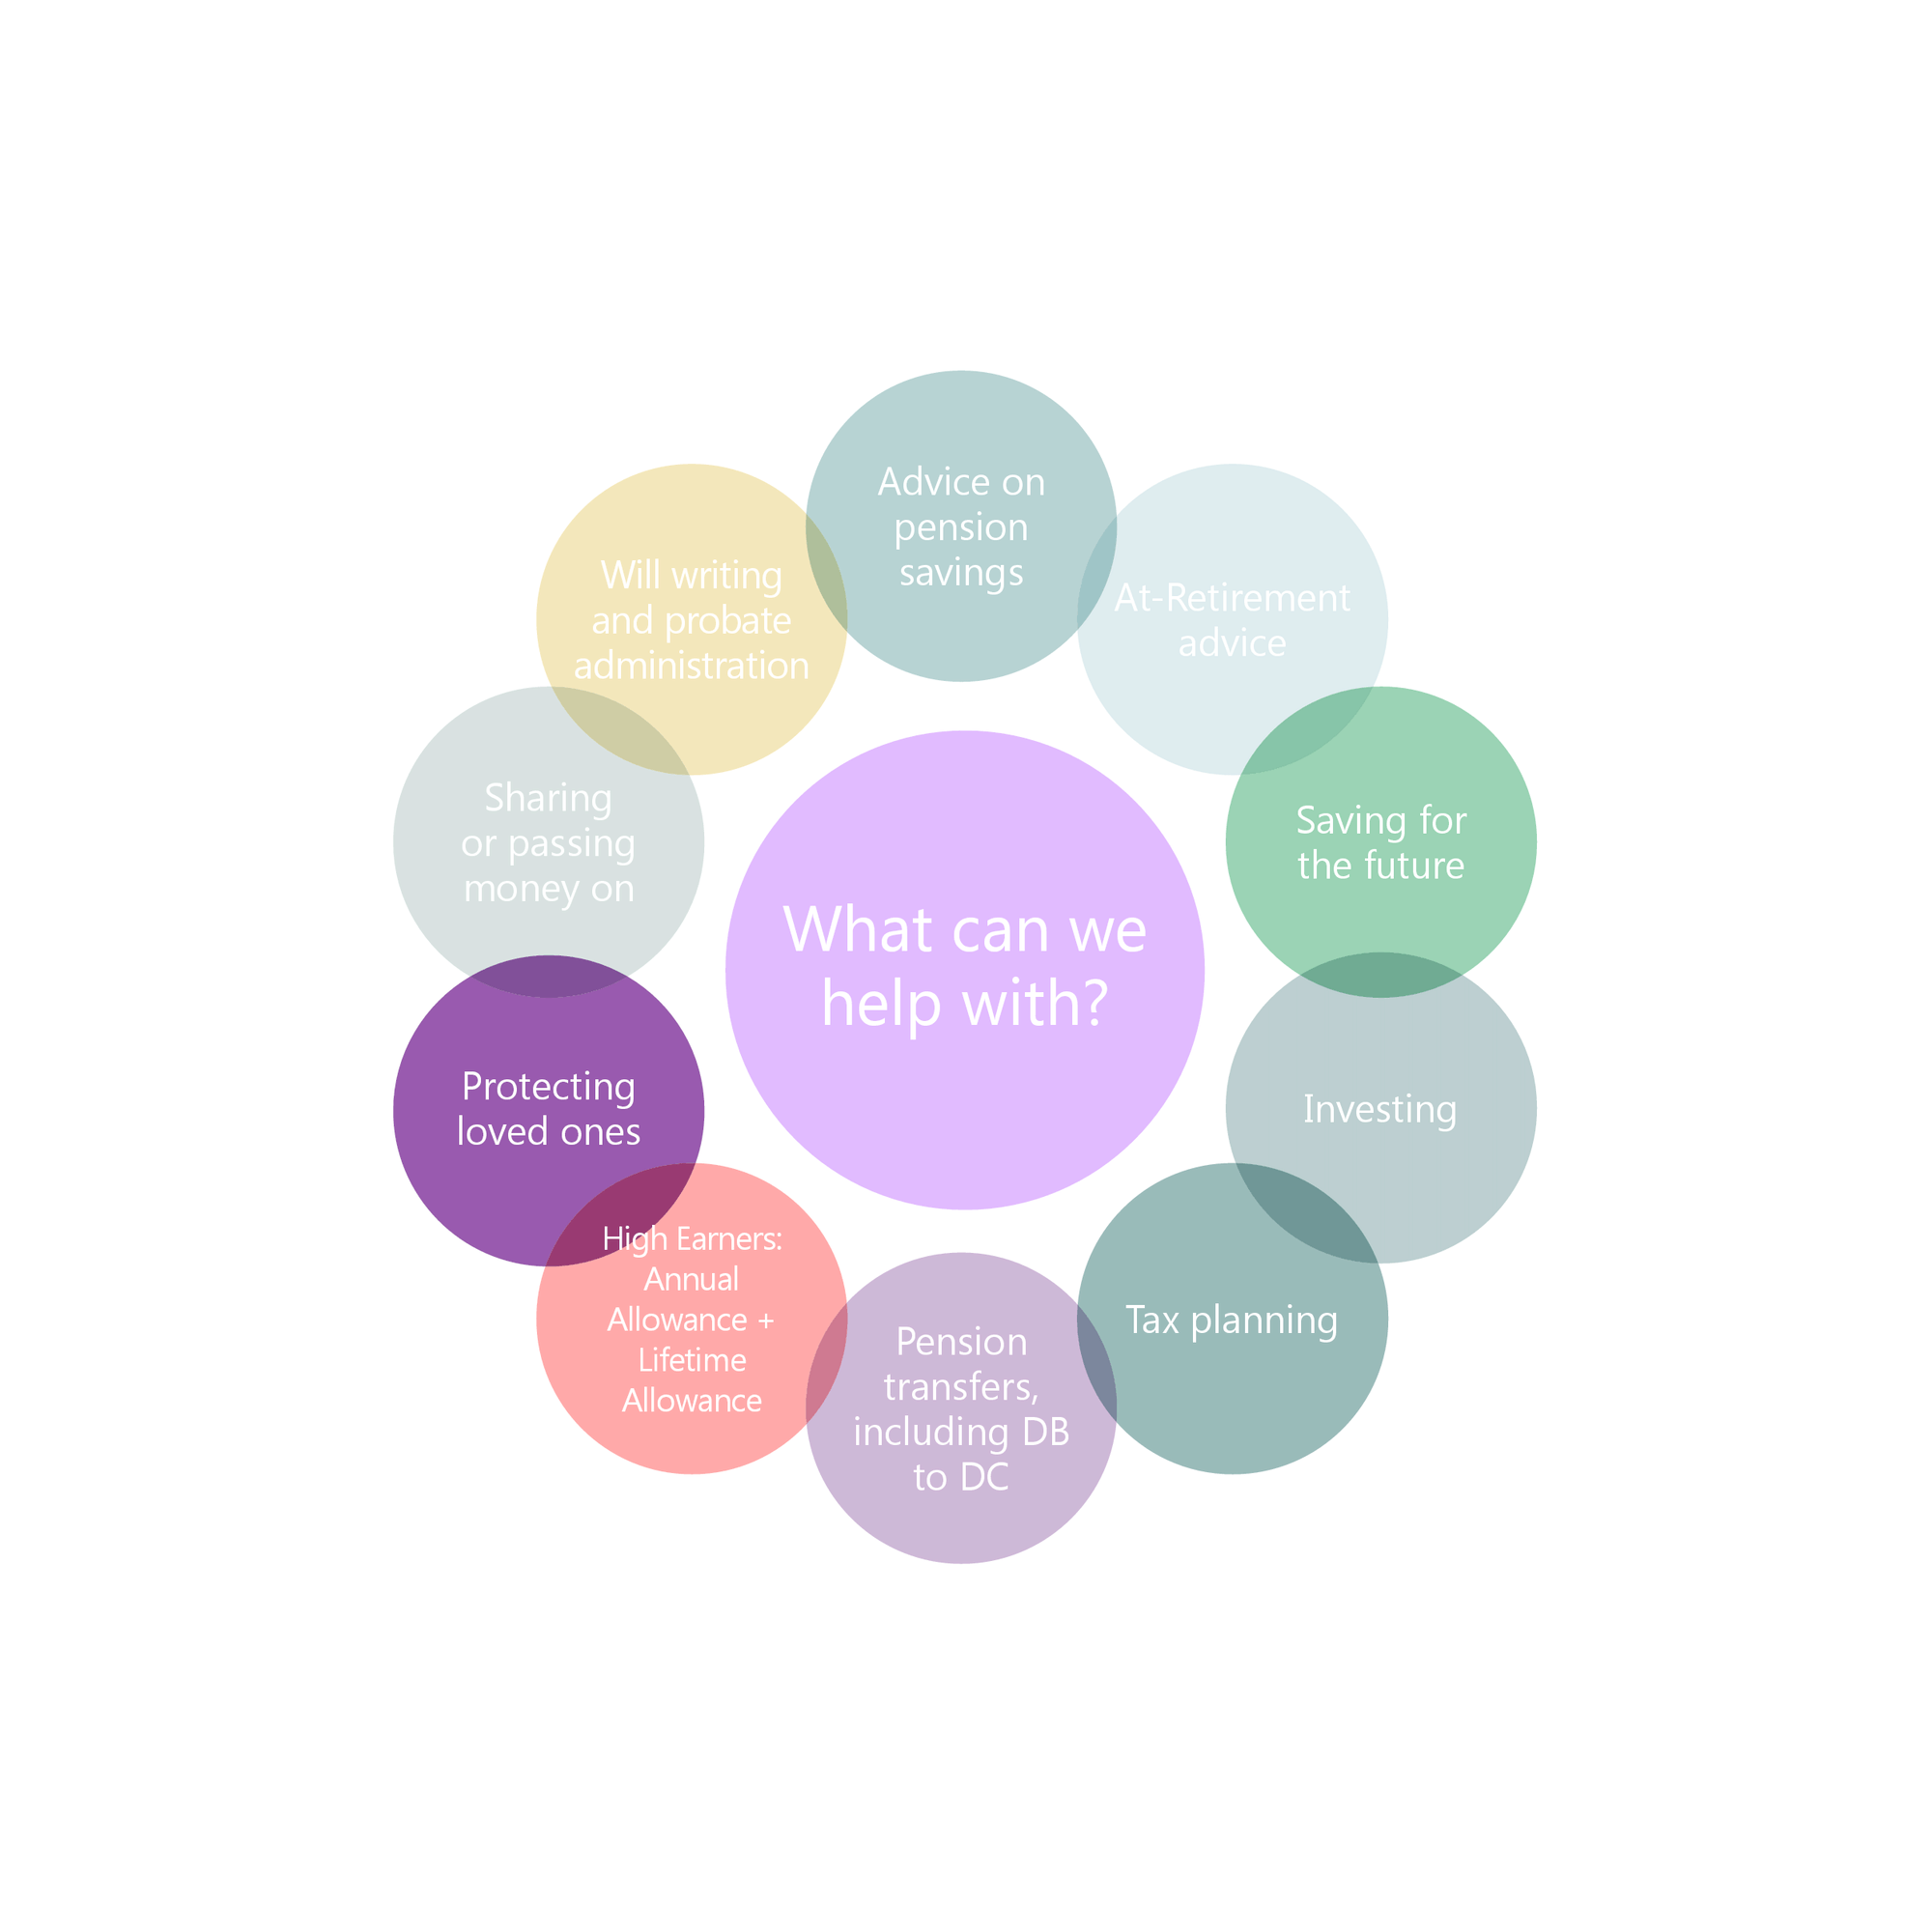 Advice on
pension
savings
At-Retirement
advice
Saving for
the future
Investing
Tax planning
Pension
transfers,
including DB
to DC
High Earners:
Annual
Allowance +
Lifetime
Allowance
Protecting
loved ones
Sharing
or passing
money on
Will writing
and probate
administration
What can we
help with?